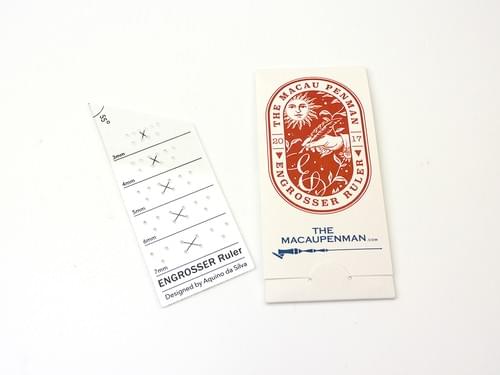 55°
3mm
4mm
5mm
6mm
7mm
ENGROSSER Ruler
Designed by Aquino da Silva
THE MACAU PENMAN
20 17
ENGROSSER RULER
THE
MACAUPENMAN.COM